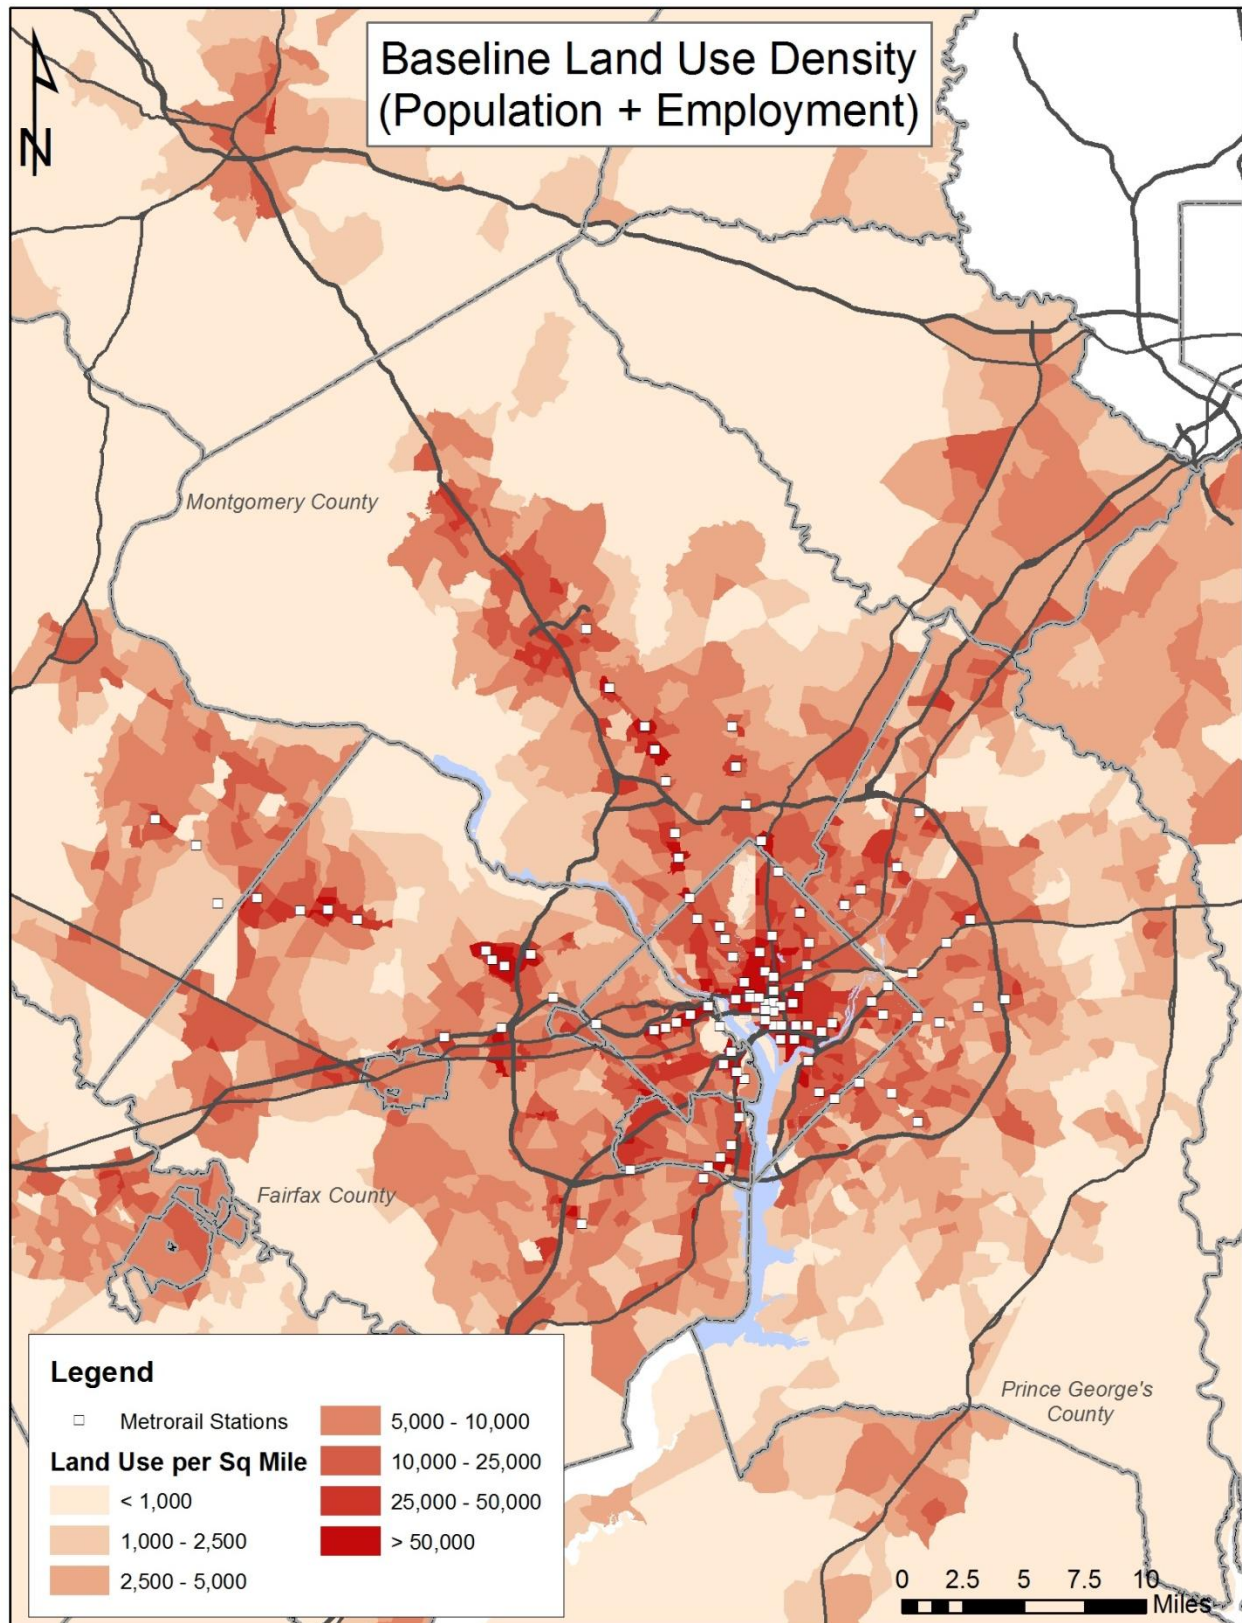 Baseline Land Use Density
(Population + Employment)
N
Montgomery County
Fairfax County
Prince George's
County
Legend
Metrorail Stations
Land Use per Sq Mile
< 1,000
1,000 - 2,500
2,500 - 5,000
5,000 - 10,000
10,000 - 25,000
25,000 - 50,000
> 50,000
0 2.5 5 7.5 10
Miles